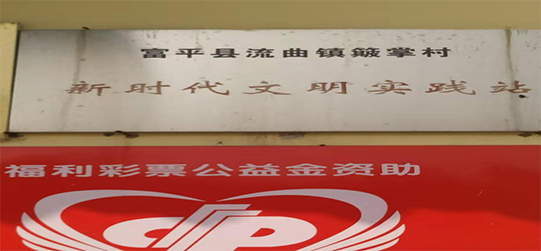 富平县流曲镇簸掌村
新时代文明实践站
福利彩票公益金资助